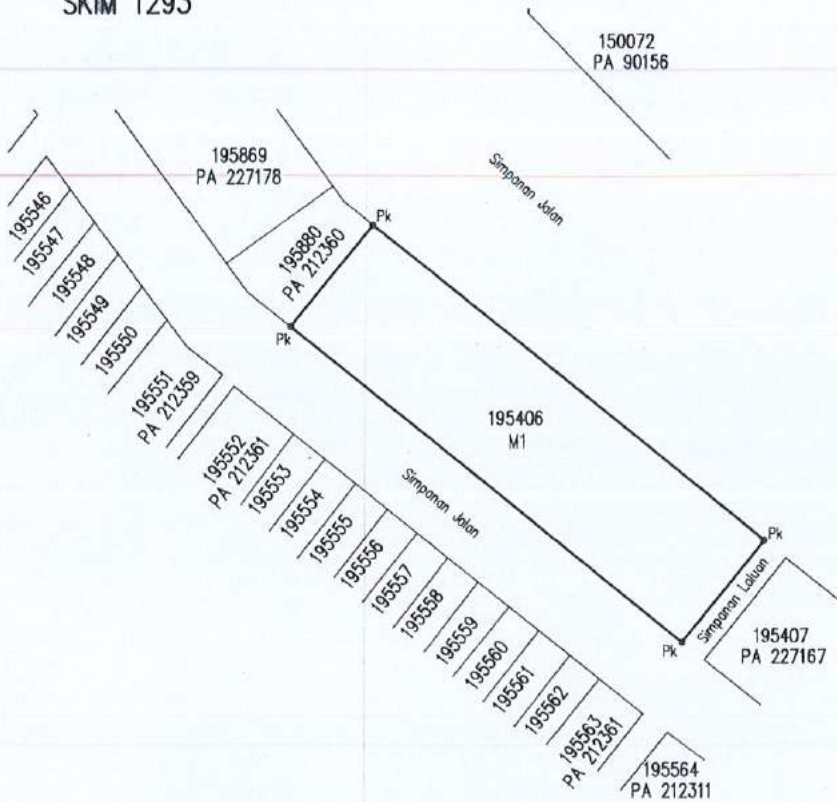 SKIM 1293
150072
PA 90156
195869
PA 227178
Simpanan Jalan
195546
195547
195548
195549
195550
195551
PA 212359
195880
PA 212360
Pk
Pk
195406
M1
195552
PA 212361
195553
195554
195555
195556
195557
195558
195559
195560
195561
195562
195563
PA 212361
Simpanan Jalan
Pk
Simpanan Laluan
Pk
195407
PA 227167
195564
PA 212311